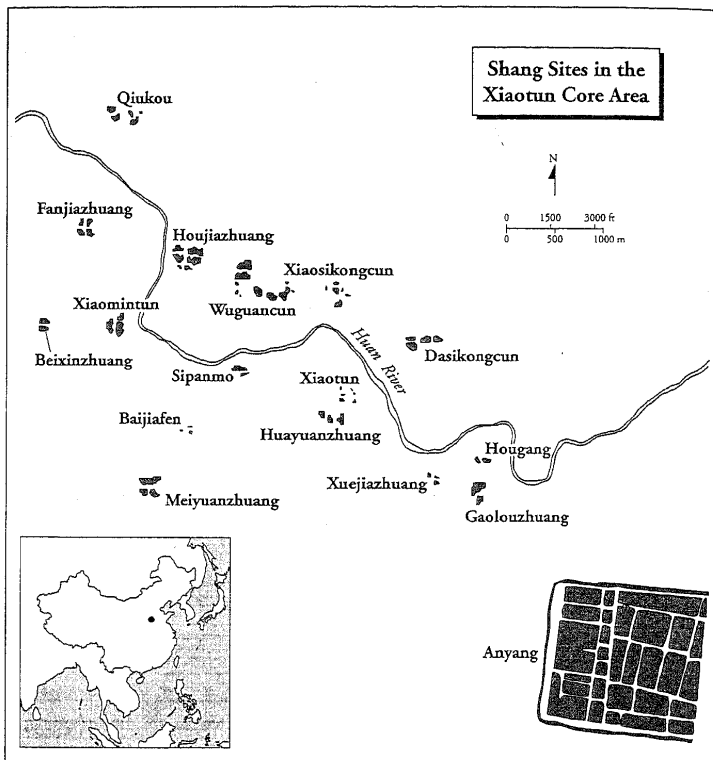 Shang Sites in the
Xiaotun Core Area
Qiukou
N
0 1500 3000 ft
0 500 1000 m
Fanjiazhuang
Houjiazhuang
Xiaosikongcun
Wuguancun
Xiaomintun
Beixinzhuang
Huan River
Dasikongcun
Sipanmo
Xiaotun
Baijiafen
Huayuanzhuang
Hougang
Xuejiazhuang
Meiyuanzhuang
Gaolouzhuang
Anyang